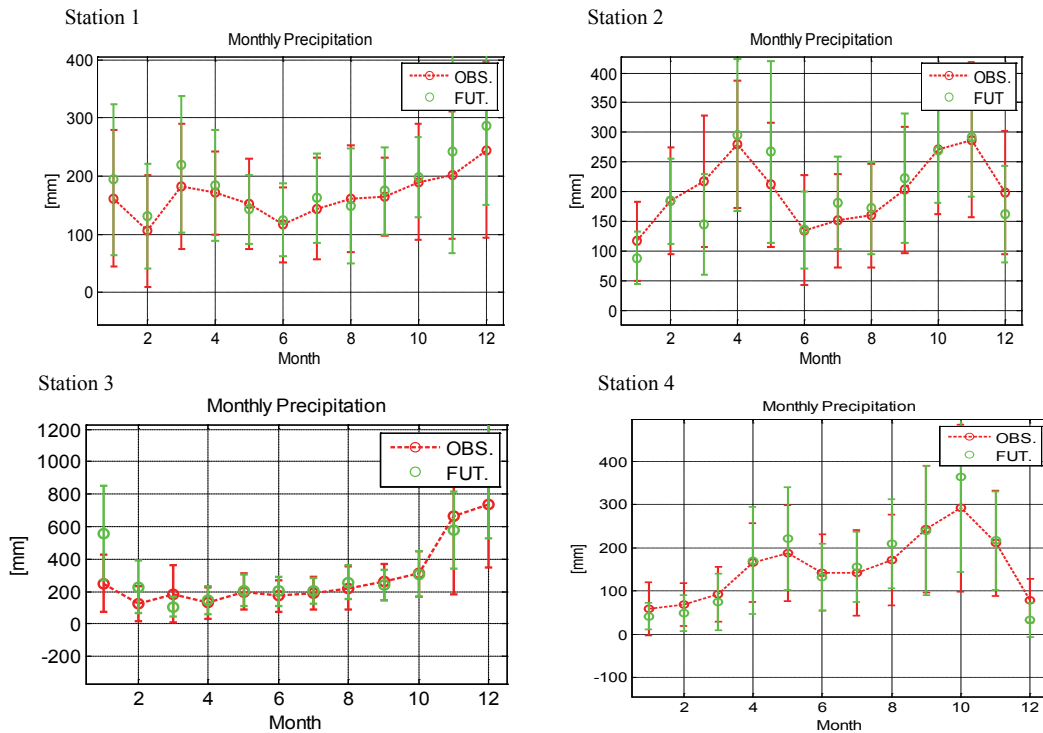 Station 1
Monthly Precipitation
400
300
200
100
0
[mm]
OBS.
FUT.
2 4 6 8 10 12
Month
Station 2
Monthly Precipitation
400
350
300
250
200
150
100
50
0
[mm]
OBS.
FUT
2 4 6 8 10 12
Month
Station 3
Monthly Precipitation
1200
1000
800
600
400
200
0
-200
[mm]
OBS.
FUT.
2 4 6 8 10 12
Month
Station 4
Monthly Precipitation
400
300
200
100
0
-100
[mm]
OBS.
FUT.
2 4 6 8 10 12
Month